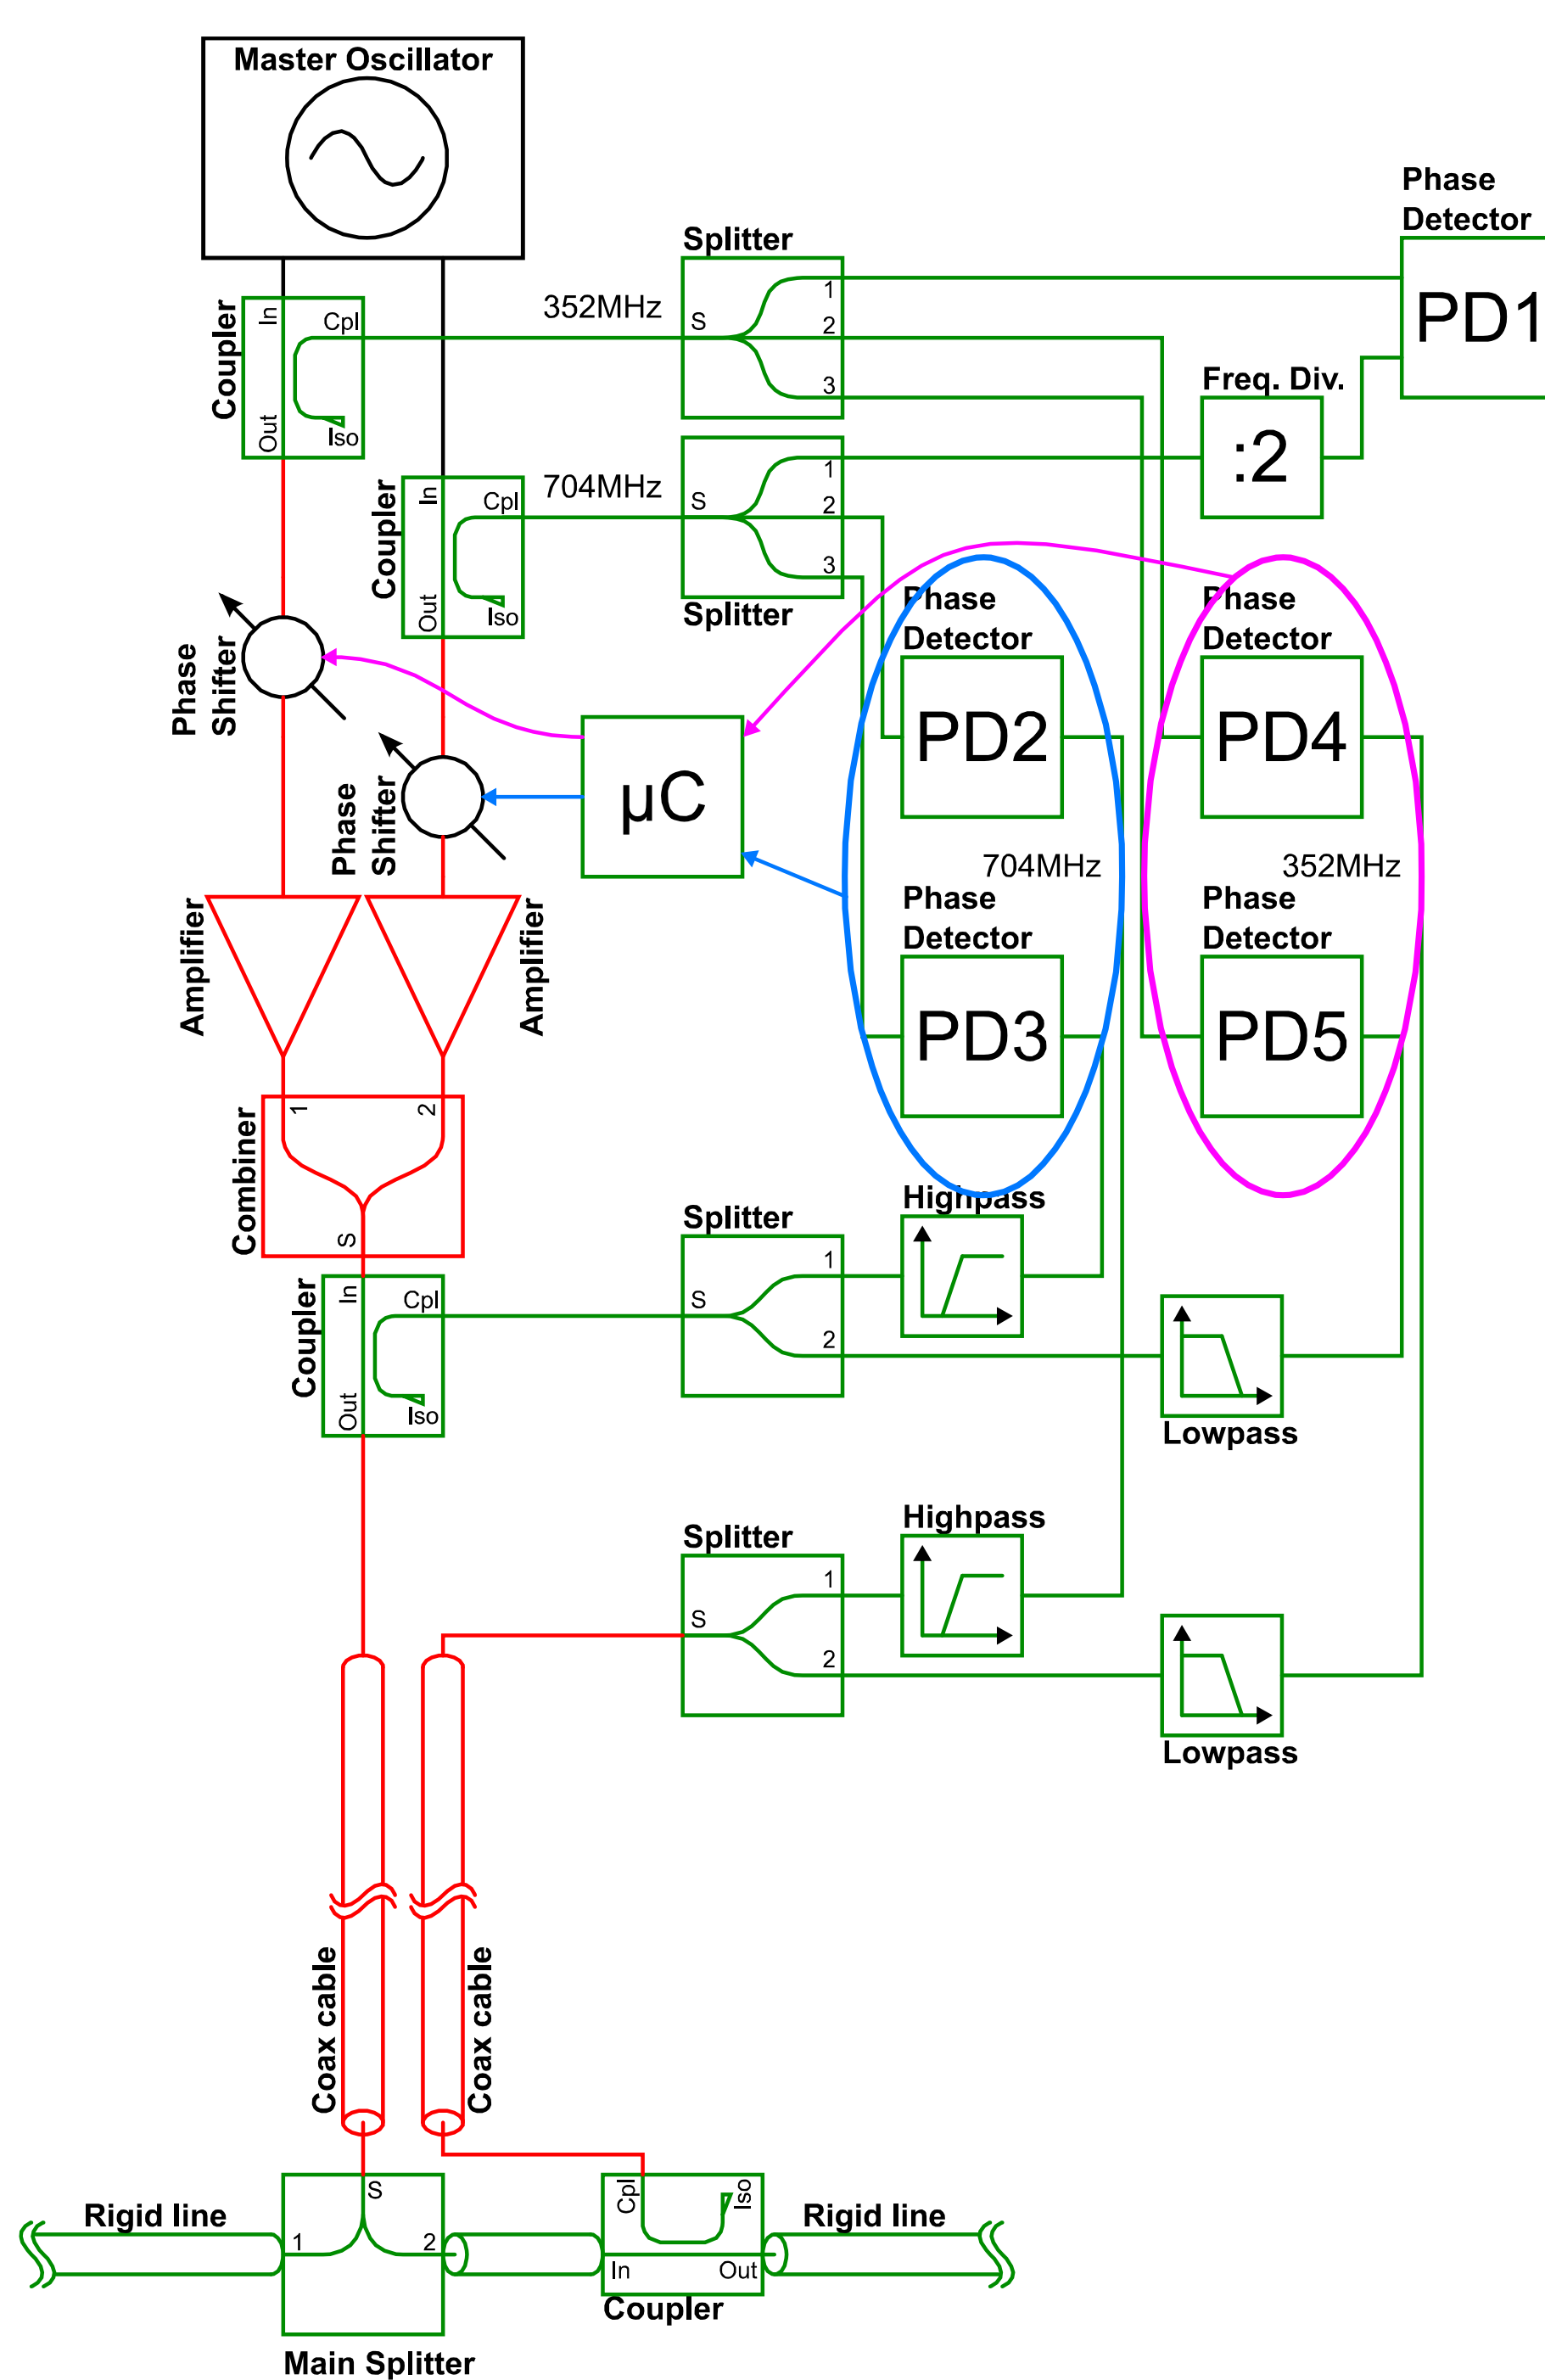 Master Oscillator
Phase
Detector
PD1
Splitter
352MHz
S
1
2
3
Coupler
In
Cpl
Out
Iso
Freq. Div.
:2
704MHz
S
1
2
3
Splitter
Coupler
In
Cpl
Out
Iso
Phase
Shifter
Phase
Shifter
µC
Phase
Detector
PD2
Phase
Detector
PD4
704MHz
352MHz
Phase
Detector
PD3
Phase
Detector
PD5
Amplifier
Amplifier
Combiner
1
2
S
Coupler
In
Cpl
Out
Iso
Splitter
S
1
2
Highpass
Lowpass
Splitter
S
1
2
Highpass
Lowpass
Coax cable
Coax cable
Rigid line
S
1
2
Main Splitter
Cpl
Iso
In
Out
Coupler
Rigid line